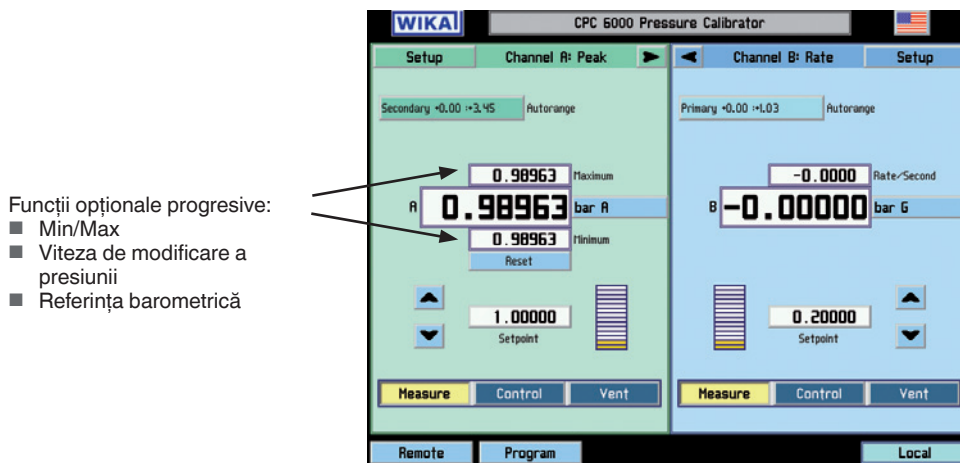 WIKA
CPC 6000 Pressure Calibrator
Setup
Channel A: Peak
Channel B: Rate
Setup
Secondary +0.00 :+3.45
Autorange
Primary +0.00 :+1.03
Autorange
Funcții opționale progresive:
Min/Max
Viteza de modificare a
presiunii
Referința barometrică
0.98963 Maximum
A 0.98963 bar A
0.98963 Minimum
Reset
-0.0000 Rate/Second
B -0.00000 bar G
1.00000
Setpoint
0.20000
Setpoint
Measure Control Vent
Measure Control Vent
Remote Program Local